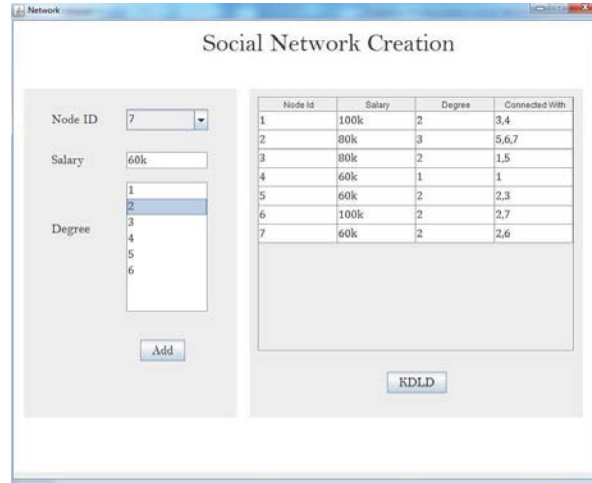 Network
Social Network Creation
Node ID 7
Salary 60k
Degree
1
2
3
4
5
6
Add
Node Id Salary Degree Connected With
1 100k 2 3,4
2 80k 3 5,6,7
3 80k 2 1,5
4 60k 1 1
5 60k 2 2,3
6 100k 2 2,7
7 60k 2 2,6
KDLD